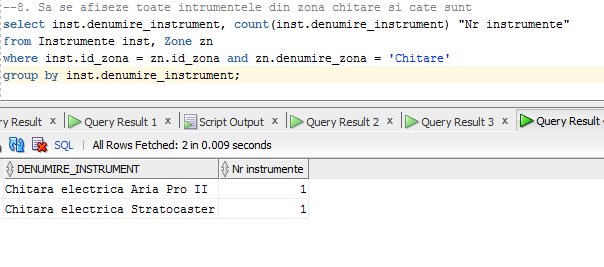 --8. Sa se afiseze toate intrumentele din zona chitare si cate sunt
select inst.denumire_instrument, count(inst.denumire_instrument) "Nr instrumente"
from Instrumente inst, Zone zn
where inst.id_zona = zn.id_zona and zn.denumire_zona = 'Chitare'
group by inst.denumire_instrument;
Query Result 1 x Script Output x Query Result 2 x Query Result 3 x Query Result
SQL | All Rows Fetched: 2 in 0.009 seconds
DENUMIRE_INSTRUMENT Nr instrumente
Chitara electrica Aria Pro II 1
Chitara electrica Stratocaster 1